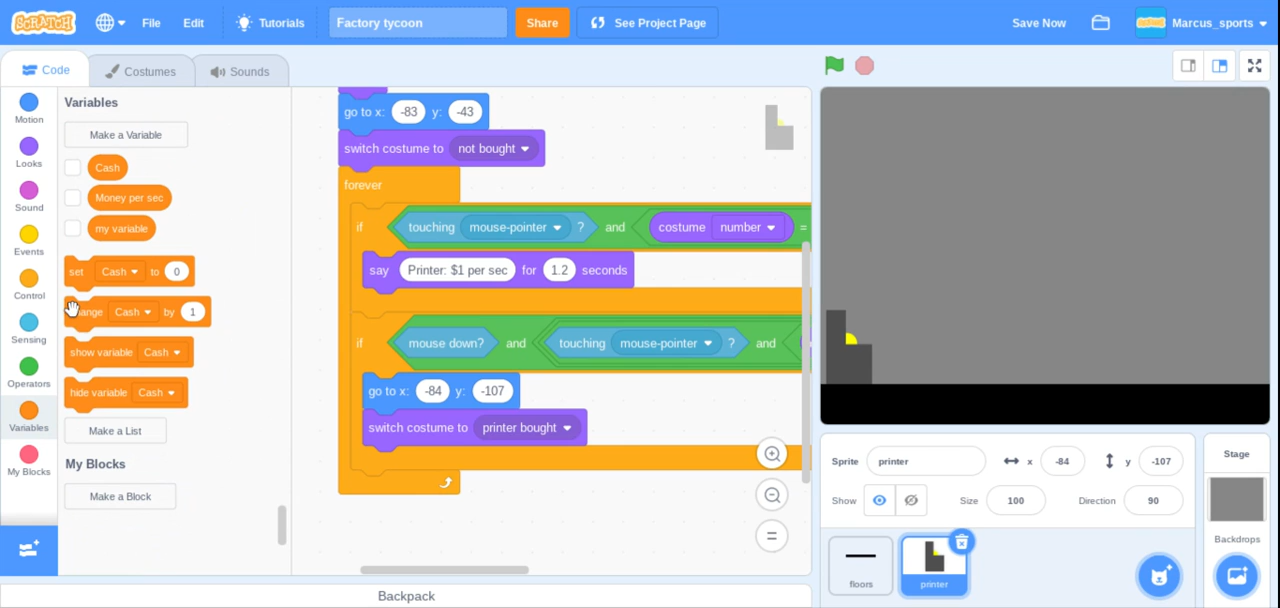 SCRATCH File Edit Tutorials Factory tycoon Share See Project Page Save Now Marcus_sports
Code Costumes Sounds
Motion
Looks
Sound
Events
Control
Sensing
Operators
Variables
My Blocks
Variables
Make a Variable
Cash
Money per sec
my variable
set Cash to 0
Cash by 1
show variable Cash
hide variable Cash
Make a List
My Blocks
Make a Block
go to x: -83 y: -43
switch costume to not bought
forever
if touching mouse-pointer ? and costume number =
say Printer: $1 per sec for 1.2 seconds
if mouse down? and touching mouse-pointer ? and
go to x: -84 y: -107
switch costume to printer bought
Backpack
Sprite printer x -84 y -107
Show Size 100 Direction 90
floors
printer
Stage
Backdrops